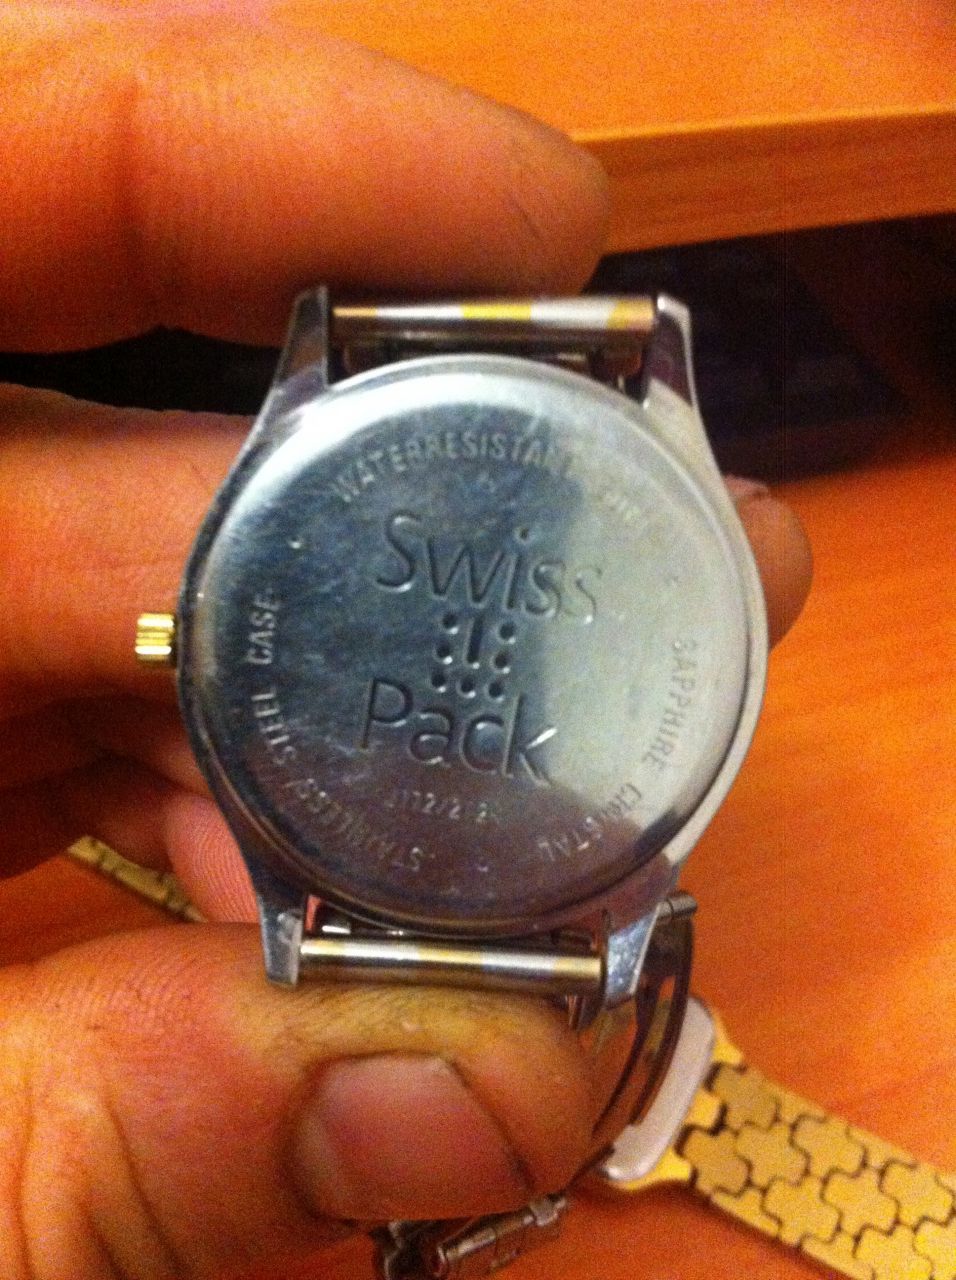 WATERRESISTANT
Swiss
Pack
SAPPHIRE CRYSTAL
STAINLESS STEEL CASE